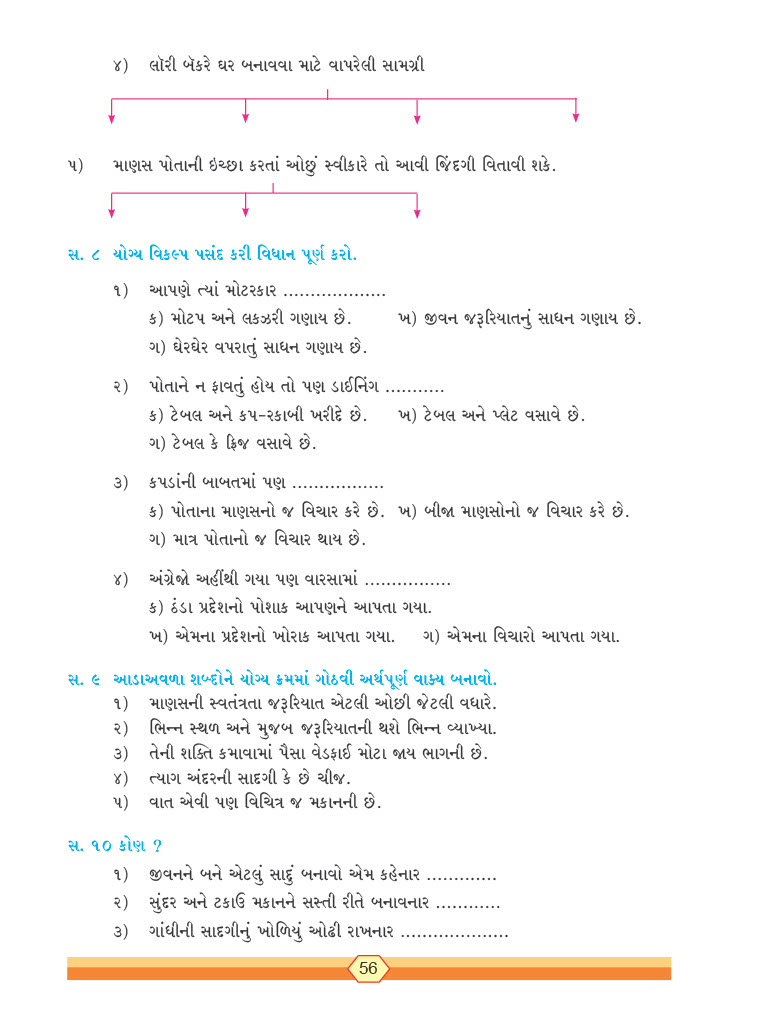 ૪) લૉરી બૅકરે ઘર બનાવવા માટે વાપરેલી સામગ્રી
૫) માણસ પોતાની ઇચ્છા કરતાં ઓછું સ્વીકારે તો આવી જિંદગી વિતાવી શકે.
સ. ૮ યોગ્ય વિકલ્પ પસંદ કરી વિધાન પૂર્ણ કરો.
૧) આપણે ત્યાં મોટરકાર ...................
ક) મોટપ અને લકઝરી ગણાય છે. ખ) જીવન જરૂરિયાતનું સાધન ગણાય છે.
ગ) ઘેરઘેર વપરાતું સાધન ગણાય છે.
૨) પોતાને ન ફાવતું હોય તો પણ ડાઈનિંગ ...........
ક) ટેબલ અને કપ-રકાબી ખરીદે છે. ખ) ટેબલ અને પ્લેટ વસાવે છે.
ગ) ટેબલ કે ફ્રિજ વસાવે છે.
૩) કપડાંની બાબતમાં પણ .................
ક) પોતાના માણસનો જ વિચાર કરે છે. ખ) બીજા માણસોનો જ વિચાર કરે છે.
ગ) માત્ર પોતાનો જ વિચાર થાય છે.
૪) અંગ્રેજો અહીંથી ગયા પણ વારસામાં ................
ક) ઠંડા પ્રદેશનો પોશાક આપણને આપતા ગયા.
ખ) એમના પ્રદેશનો ખોરાક આપતા ગયા. ગ) એમના વિચારો આપતા ગયા.
સ. ૯ આડાઅવળા શબ્દોને યોગ્ય ક્રમમાં ગોઠવી અર્થપૂર્ણ વાક્ય બનાવો.
૧) માણસની સ્વતંત્રતા જરૂરિયાત એટલી ઓછી જેટલી વધારે.
૨) ભિન્ન સ્થળ અને મુજબ જરૂરિયાતની થશે ભિન્ન વ્યાખ્યા.
૩) તેની શક્તિ કમાવામાં પૈસા વેડફાઈ મોટા જાય ભાગની છે.
૪) ત્યાગ અંદરની સાદગી કે છે ચીજ.
૫) વાત એવી પણ વિચિત્ર જ મકાનની છે.
સ. ૧૦ કોણ ?
૧) જીવનને બને એટલું સાદું બનાવો એમ કહેનાર .............
૨) સુંદર અને ટકાઉ મકાનને સસ્તી રીતે બનાવનાર ............
૩) ગાંધીની સાદગીનું ખોળિયું ઓઢી રાખનાર ....................
56